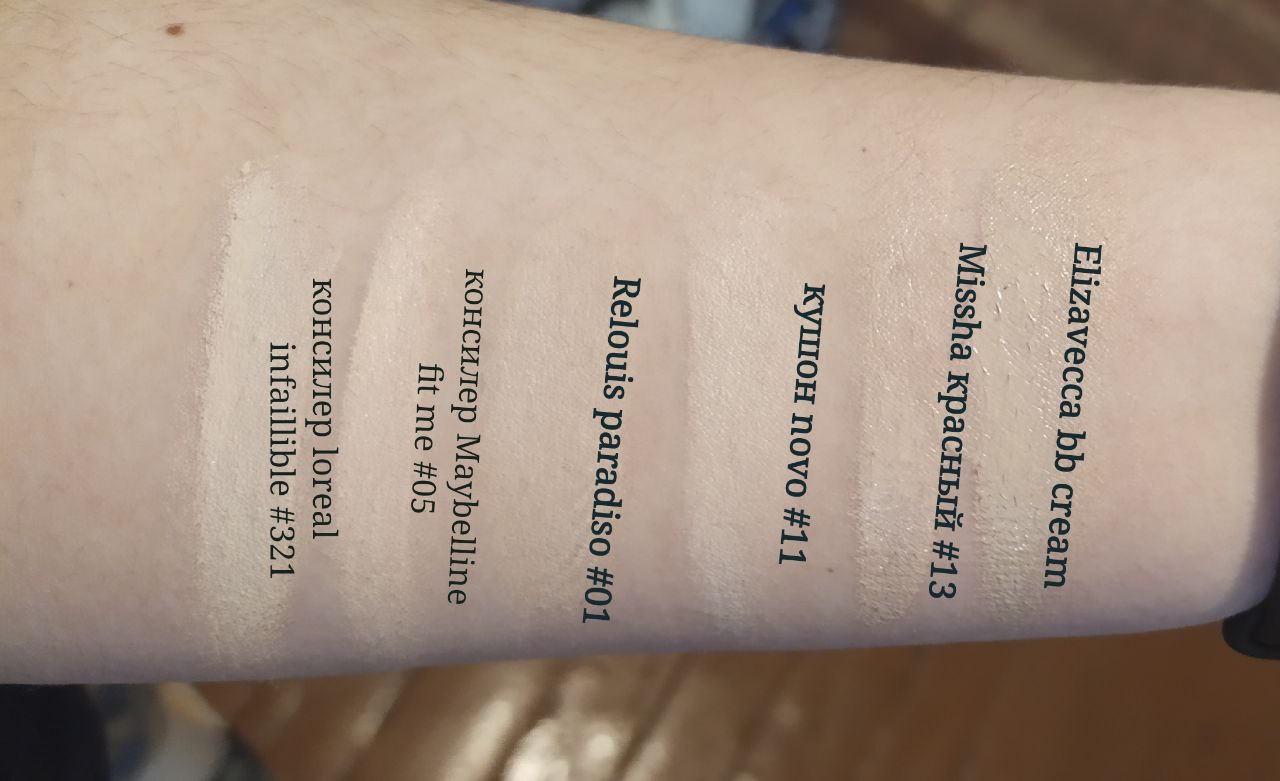 Elizavecca bb cream
Missha красный #13
кушон novo #11
Relouis paradiso #01
консилер Maybelline
fit me #05
консилер loreal
infaillible #321